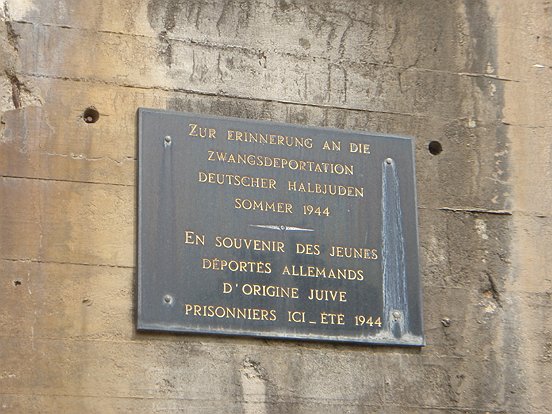 ZUR ERINNERUNG AN DIE
ZWANGSDEPORTATION
DEUTSCHER HALBJUDEN
SOMMER 1944
EN SOUVENIR DES JEUNES
DÉPORTÉS ALLEMANDS
D'ORIGINE JUIVE
PRISONNIERS ICI_ÉTÉ 1944